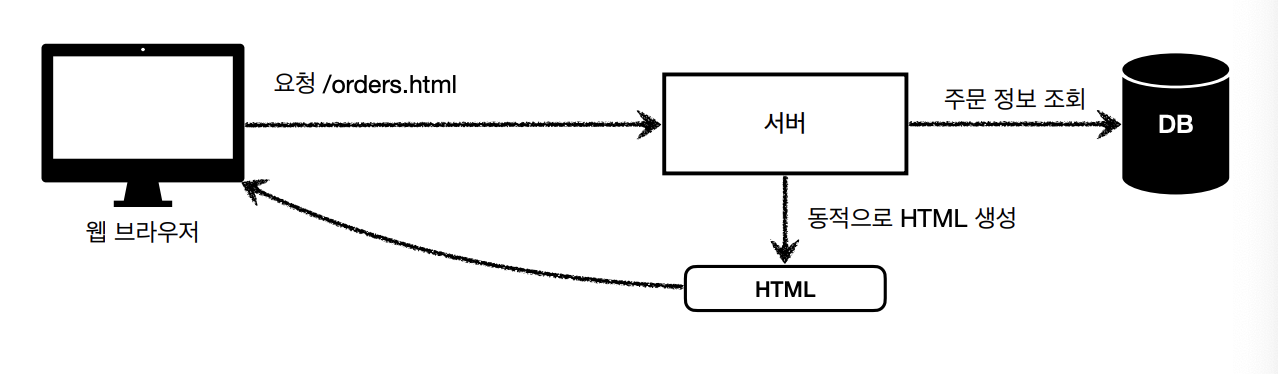 요청 /orders.html
주문 정보 조회
서버
DB
웹 브라우저
동적으로 HTML 생성
HTML